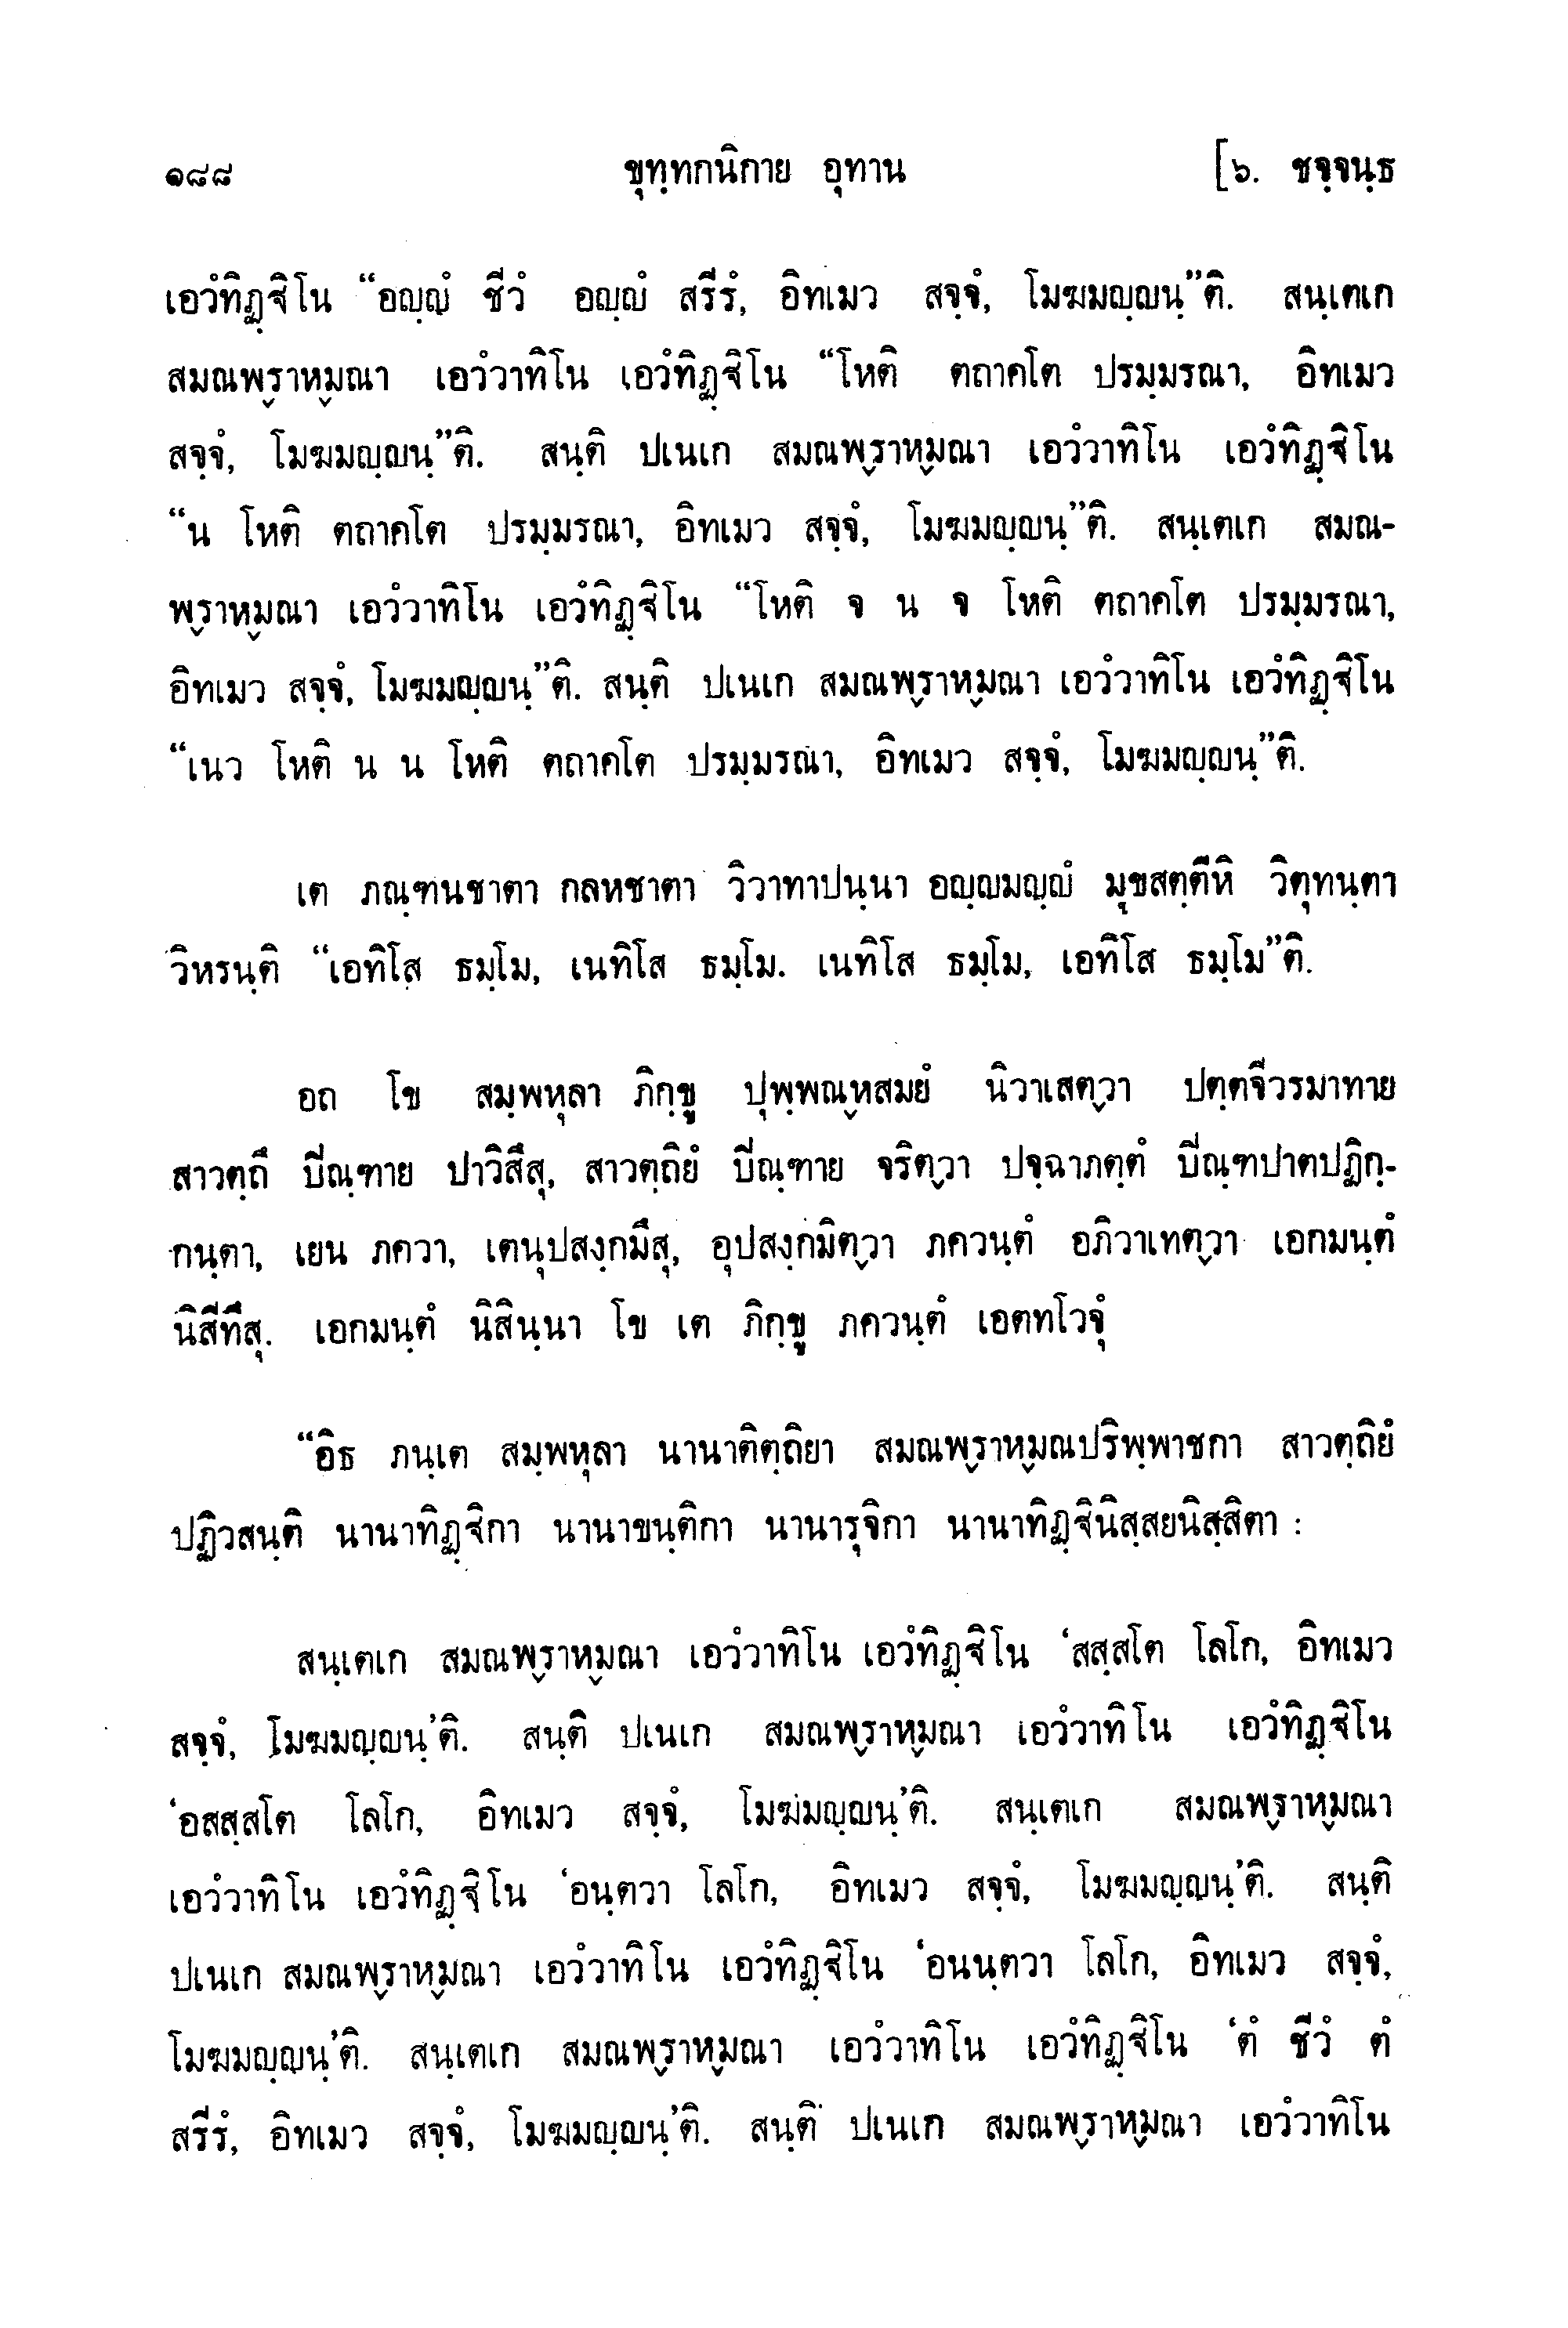 ๑๘๘ ขุทฺทกนิกาย อุทาน [๖. ชจฺจนฺธ
เอวํทิฏฺฐิโน “อญฺญํ ชีวํ อญฺญํ สรีรํ, อิทเมว สจฺจํ, โมฆมญฺญนฺ”ติ. สนฺเตเก
สมณพฺราหฺมณา เอวํวาทิโน เอวํทิฏฺฐิโน “โหติ ตถาคโต ปรมฺมรณา, อิทเมว
สจฺจํ, โมฆมญฺญนฺ”ติ. สนฺติ ปเนเก สมณพฺราหฺมณา เอวํวาทิโน เอวํทิฏฺฐิโน
“น โหติ ตถาคโต ปรมฺมรณา, อิทเมว สจฺจํ, โมฆมญฺญนฺ”ติ. สนฺเตเก สมณ-
พฺราหฺมณา เอวํวาทิโน เอวํทิฏฺฐิโน “โหติ จ น จ โหติ ตถาคโต ปรมฺมรณา,
อิทเมว สจฺจํ, โมฆมญฺญนฺ”ติ. สนฺติ ปเนเก สมณพฺราหฺมณา เอวํวาทิโน เอวํทิฏฺฐิโน
“เนว โหติ น น โหติ ตถาคโต ปรมฺมรณา, อิทเมว สจฺจํ, โมฆมญฺญนฺ”ติ.
เต ภณฺฑนชาตา กลหชาตา วิวาทาปนฺนา อญฺญมญฺญํ มุขสตฺตีหิ วิตุทนฺตา
วิหรนฺติ “เอทิโส ธมฺโม, เนทิโส ธมฺโม. เนทิโส ธมฺโม, เอทิโส ธมฺโม”ติ.
อถ โข สมฺพหุลา ภิกฺขู ปุพฺพณฺหสมยํ นิวาเสตฺวา ปตฺตจีวรมาทาย
สาวตฺถึ ปิณฺฑาย ปาวิสึสุ, สาวตฺถิยํ ปิณฺฑาย จริตฺวา ปจฺฉาภตฺตํ ปิณฺฑปาตปฏิกฺ-
กนฺตา, เยน ภควา, เตนุปสงฺกมึสุ, อุปสงฺกมิตฺวา ภควนฺตํ อภิวาเทตฺวา เอกมนฺตํ
นิสีทึสุ. เอกมนฺตํ นิสินฺนา โข เต ภิกฺขู ภควนฺตํ เอตทโวจุํ
“อิธ ภนฺเต สมฺพหุลา นานาติตฺถิยา สมณพฺราหฺมณปริพฺพาชกา สาวตฺถิยํ
ปฏิวสนฺติ นานาทิฏฺฐิกา นานาขนฺติกา นานารุจิกา นานาทิฏฺฐินิสฺสยนิสฺสิตา :
สนฺเตเก สมณพฺราหฺมณา เอวํวาทิโน เอวํทิฏฺฐิโน ‘สสฺสโต โลโก, อิทเมว
สจฺจํ, โมฆมญฺญนฺ’ติ. สนฺติ ปเนเก สมณพฺราหฺมณา เอวํวาทิโน เอวํทิฏฺฐิโน
‘อสสฺสโต โลโก, อิทเมว สจฺจํ, โมฆมญฺญนฺ’ติ. สนฺเตเก สมณพฺราหฺมณา
เอวํวาทิโน เอวํทิฏฺฐิโน ‘อนฺตวา โลโก, อิทเมว สจฺจํ, โมฆมญฺญนฺ’ติ. สนฺติ
ปเนเก สมณพฺราหฺมณา เอวํวาทิโน เอวํทิฏฺฐิโน ‘อนนฺตวา โลโก, อิทเมว สจฺจํ,
โมฆมญฺญนฺ’ติ. สนฺเตเก สมณพฺราหฺมณา เอวํวาทิโน เอวํทิฏฺฐิโน ‘ตํ ชีวํ ตํ
สรีรํ, อิทเมว สจฺจํ, โมฆมญฺญนฺ’ติ. สนฺติ ปเนเก สมณพฺราหฺมณา เอวํวาทิโน